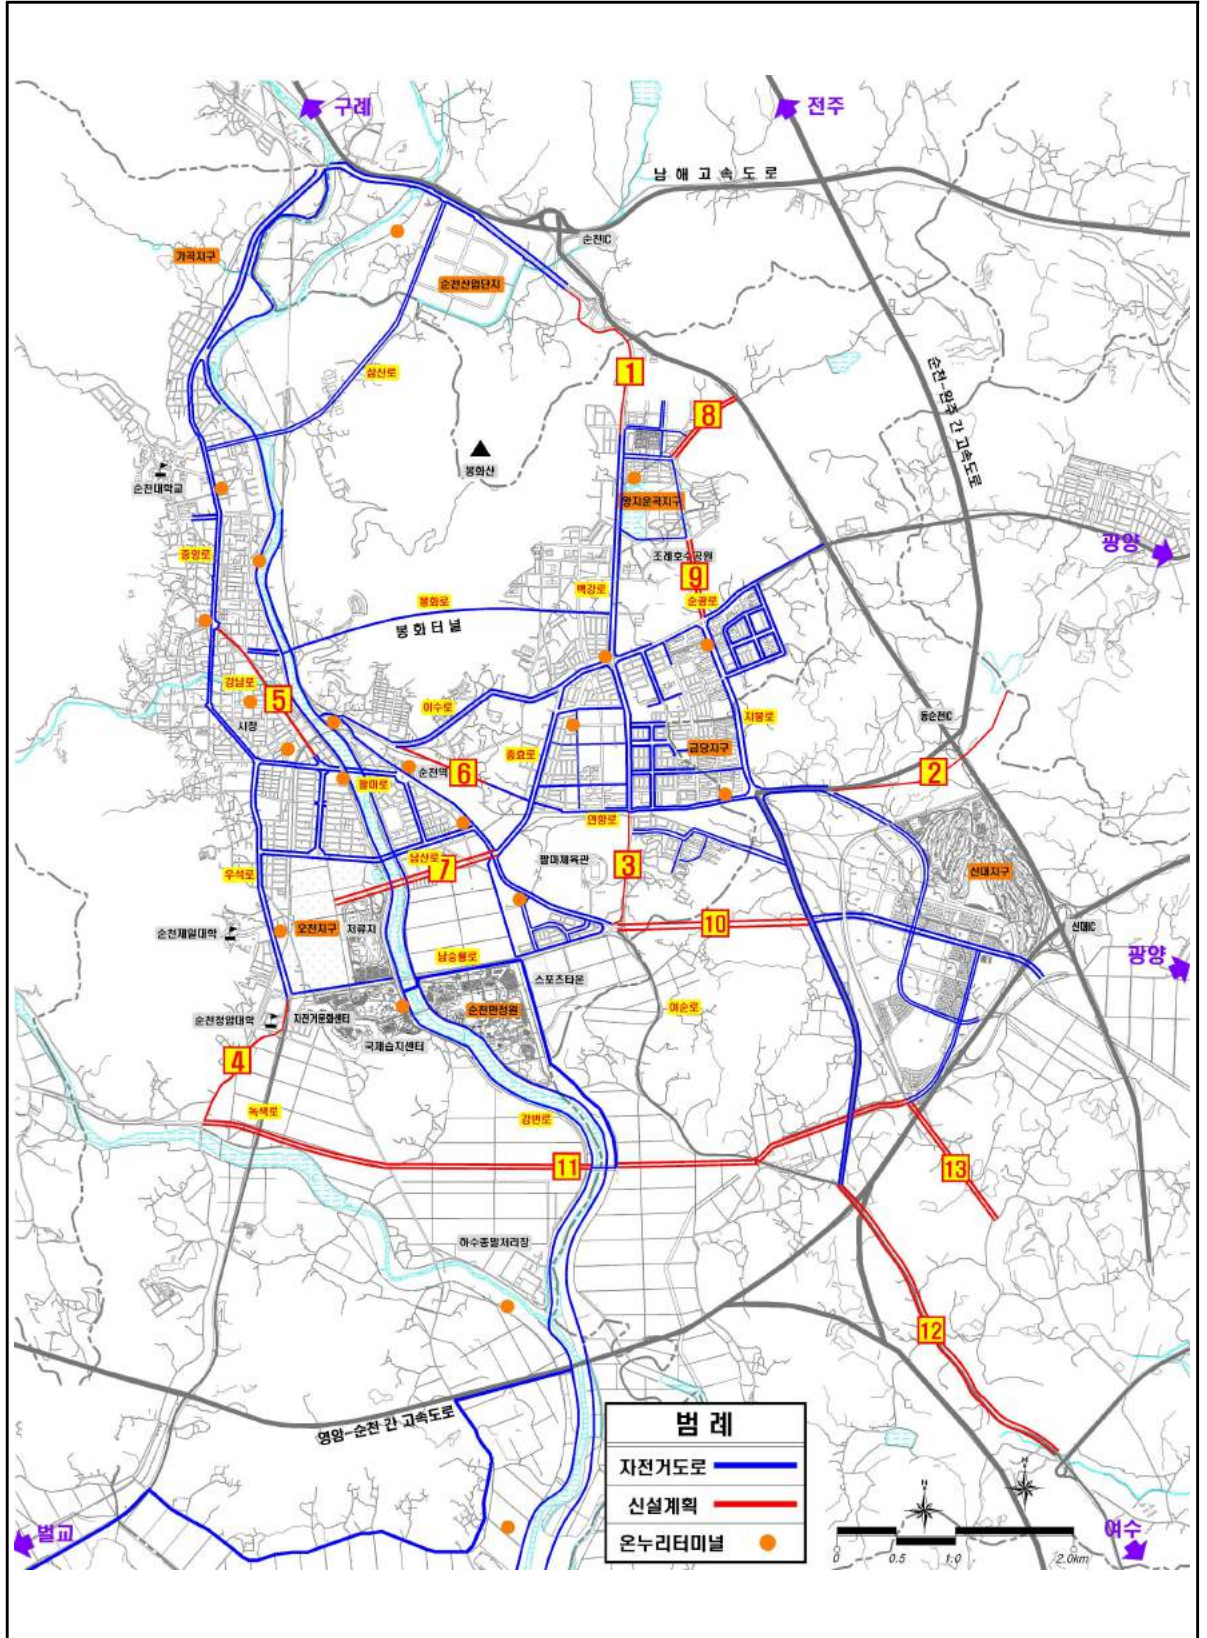 구례
전주
남해고속도로
순천IC
가곡지구
순천산업단지
삼산로
1
8
순천-완주 간 고속도로
봉화산
순천대학교
왕지운곡지구
중앙로
조례호수공원
광양
9
백강로
순광로
봉화로
봉화터널
강남로
5
이수로
시청
지봉로
동순천IC
종효로
금당지구
순천역
6
2
팔마로
연향로
남산로
7
팔마체육관
3
신대지구
우석로
순천제일대학
오천지구
저류지
10
신대IC
남승룡로
광양
스포츠타운
순천만정원
여순로
순천청암대학
자전거문화센터
국제습지센터
4
녹색로
강변로
11
13
하수종말처리장
12
영암-순천 간 고속도로
범례
자전거도로
신설계획
온누리터미널
N
N
벌교
여수
0
0.5
1.0
2.0km